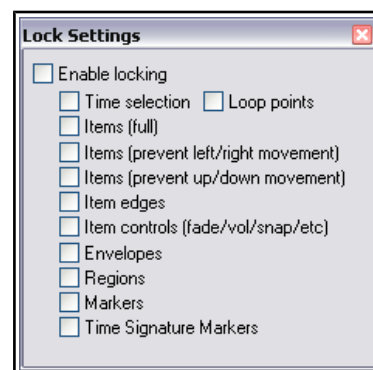 Lock Settings
Enable locking
Time selection Loop points
Items (full)
Items (prevent left/right movement)
Items (prevent up/down movement)
Item edges
Item controls (fade/vol/snap/etc)
Envelopes
Regions
Markers
Time Signature Markers